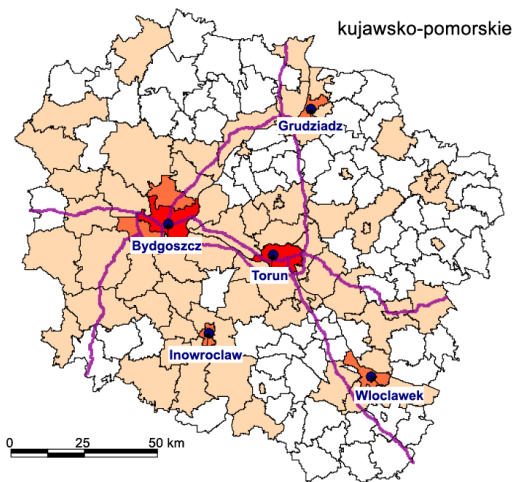 kujawsko-pomorskie
Grudziadz
Bydgoszcz
Torun
Inowroclaw
Wloclawek
0 25 50 km